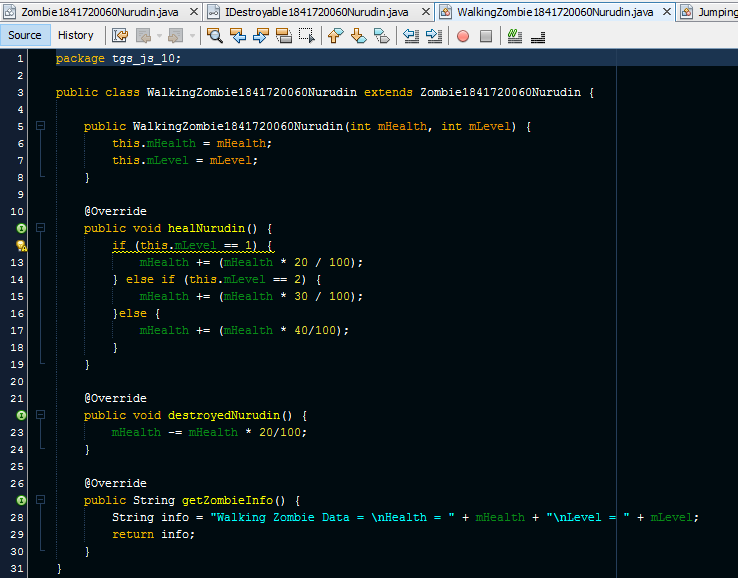 Zombie1841720060Nurudin.java IDestroyable1841720060Nurudin.java WalkingZombie1841720060Nurudin.java Jumping
Source History
1 package tgs_js_10;
2
3 public class WalkingZombie1841720060Nurudin extends Zombie1841720060Nurudin {
4
5 public WalkingZombie1841720060Nurudin(int mHealth, int mLevel) {
6 this.mHealth = mHealth;
7 this.mLevel = mLevel;
8 }
9
10 @Override
public void healNurudin() {
if (this.mLevel == 1) {
13 mHealth += (mHealth * 20 / 100);
14 } else if (this.mLevel == 2) {
15 mHealth += (mHealth * 30 / 100);
16 }else {
17 mHealth += (mHealth * 40/100);
18 }
19 }
20
21 @Override
public void destroyedNurudin() {
23 mHealth -= mHealth * 20/100;
24 }
25
26 @Override
public String getZombieInfo() {
28 String info = "Walking Zombie Data = \nHealth = " + mHealth + "\nLevel = " + mLevel;
29 return info;
30 }
31 }